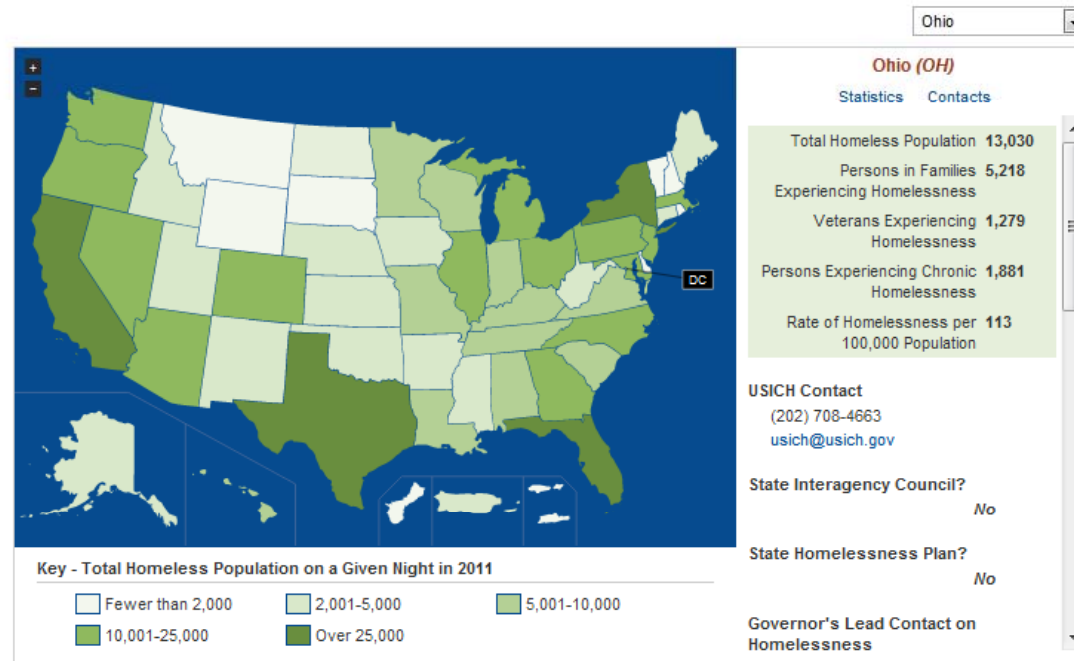 Ohio
+
−
DC
Ohio (OH)
Statistics Contacts
Total Homeless Population 13,030
Persons in Families 5,218
Experiencing Homelessness
Veterans Experiencing 1,279
Homelessness
Persons Experiencing Chronic 1,881
Homelessness
Rate of Homelessness per 113
100,000 Population
USICH Contact
(202) 708-4663
usich@usich.gov
State Interagency Council?
No
State Homelessness Plan?
No
Governor's Lead Contact on
Homelessness
Key - Total Homeless Population on a Given Night in 2011
Fewer than 2,000 2,001-5,000 5,001-10,000
10,001-25,000 Over 25,000